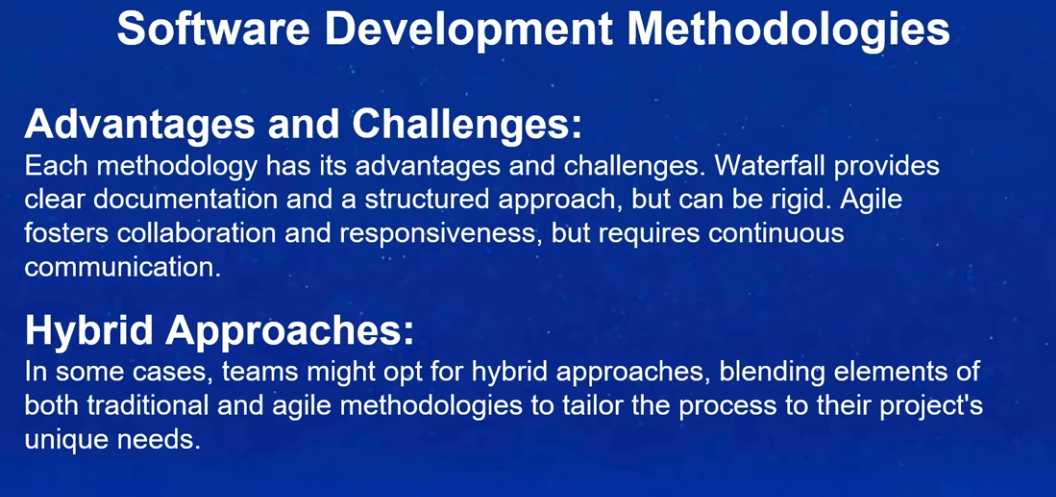 Software Development Methodologies
Advantages and Challenges:
Each methodology has its advantages and challenges. Waterfall provides
clear documentation and a structured approach, but can be rigid. Agile
fosters collaboration and responsiveness, but requires continuous
communication.
Hybrid Approaches:
In some cases, teams might opt for hybrid approaches, blending elements of
both traditional and agile methodologies to tailor the process to their project's
unique needs.